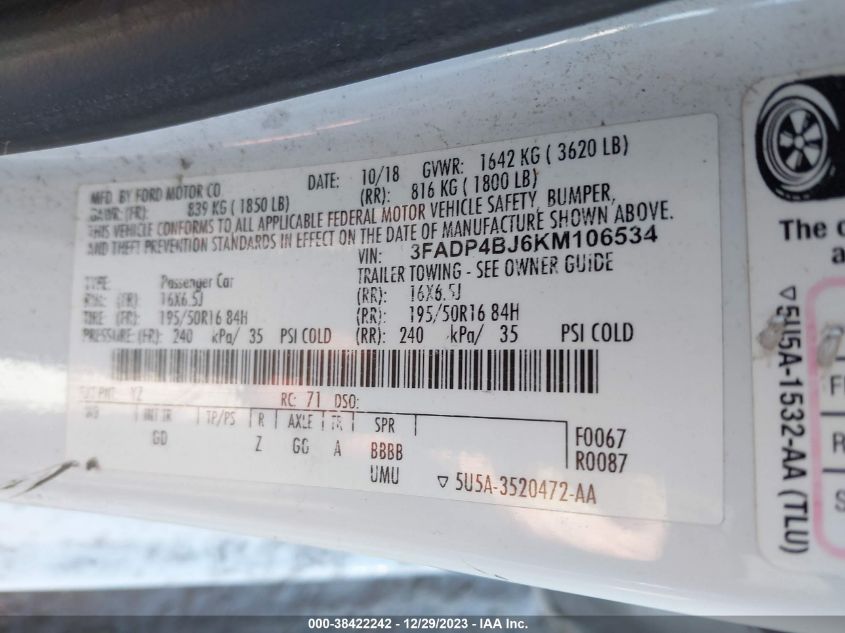 MFD. BY FORD MOTOR CO
DATE: 10/18 GVWR: 1642 KG ( 3620 LB)
GAWR: (FR): 839 KG ( 1850 LB) (RR): 816 KG ( 1800 LB)
THIS VEHICLE CONFORMS TO ALL APPLICABLE FEDERAL MOTOR VEHICLE SAFETY, BUMPER,
AND THEFT PREVENTION STANDARDS IN EFFECT ON THE DATE OF MANUFACTURE SHOWN ABOVE.
VIN: 3FADP4BJ6KM106534
TYPE: Passenger Car TRAILER TOWING - SEE OWNER GUIDE
RIM: (FR): 16X6.5J (RR): 16X6.5J
TIRE (FR): 195/50R16 84H (RR): 195/50R16 84H
PRESSURE: (FR): 240 kPa/ 35 PSI COLD (RR): 240 kPa/ 35 PSI COLD
EXT PNT: YZ RC: 71 DSO:
WB INT TR TP/PS R AXLE TR SPR
GD Z GG A BBBB
UMU
F0067
R0087
▽ 5U5A-3520472-AA
The
▽ 5U5A-1532-AA (TLU)
000-38422242 - 12/29/2023 - IAA Inc.